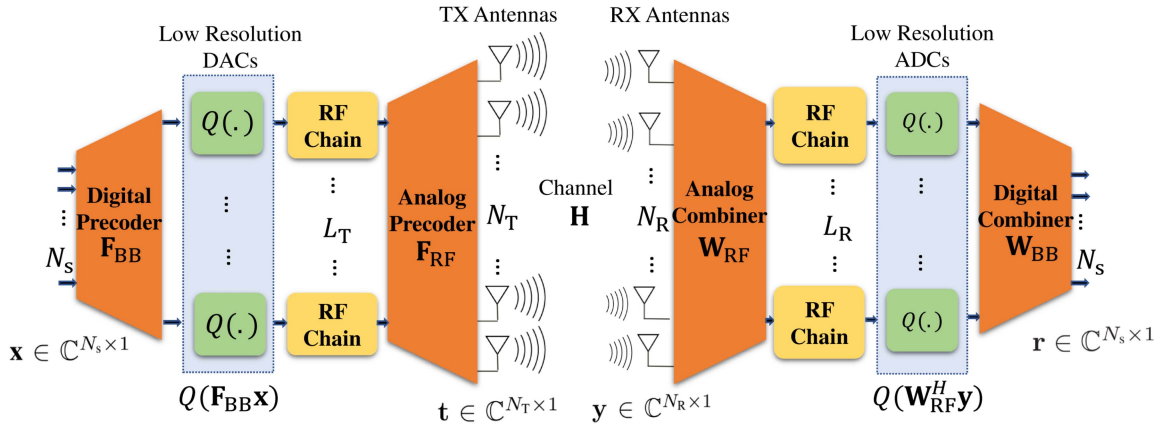 TX Antennas
RX Antennas
Low Resolution
DACs
Low Resolution
ADCs
Q(.)
RF
Chain
RF
Chain
Q(.)
Digital
Precoder
F_BB
N_s
...
...
...
...
L_T
...
Analog
Precoder
F_RF
...
N_T
...
Channel
H
...
N_R
...
Analog
Combiner
W_RF
...
L_R
...
...
...
Digital
Combiner
W_BB
...
N_s
Q(.)
RF
Chain
RF
Chain
Q(.)
x ∈ ℂ^{N_s×1}
r ∈ ℂ^{N_s×1}
Q(F_BB x)
t ∈ ℂ^{N_T×1}
y ∈ ℂ^{N_R×1}
Q(W_RF^H y)